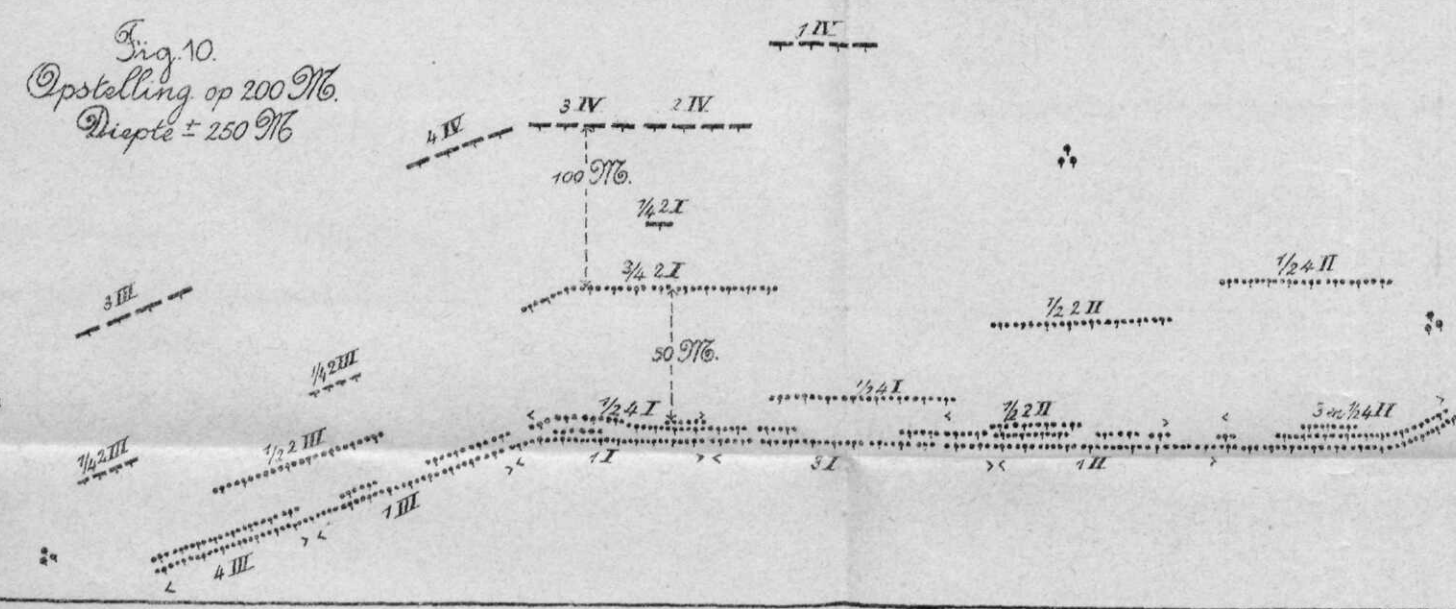 Fig. 10.
Opstelling op 200 M.
Diepte ± 250 M
1 IV
3 IV
2 IV
4 IV
100 M.
1/4 2 I
3/4 2 I
1/2 4 II
3 III
1/2 2 II
50 M.
1/4 2 III
1/2 4 I
1/2 4 I
1/2 2 II
3 en 1/2 4 II
1/2 2 III
1/4 2 III
1 I
3 I
1 II
1 III
4 III